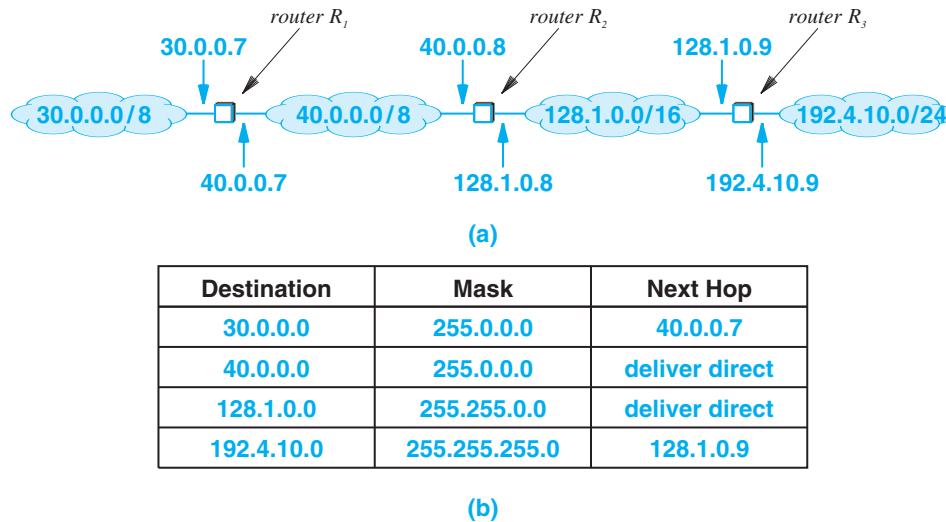 router R1 router R2 router R3
30.0.0.7 40.0.0.8 128.1.0.9
30.0.0.0/8 40.0.0.0/8 128.1.0.0/16 192.4.10.0/24
40.0.0.7 128.1.0.8 192.4.10.9
(a)
Destination Mask Next Hop
30.0.0.0 255.0.0.0 40.0.0.7
40.0.0.0 255.0.0.0 deliver direct
128.1.0.0 255.255.0.0 deliver direct
192.4.10.0 255.255.255.0 128.1.0.9
(b)